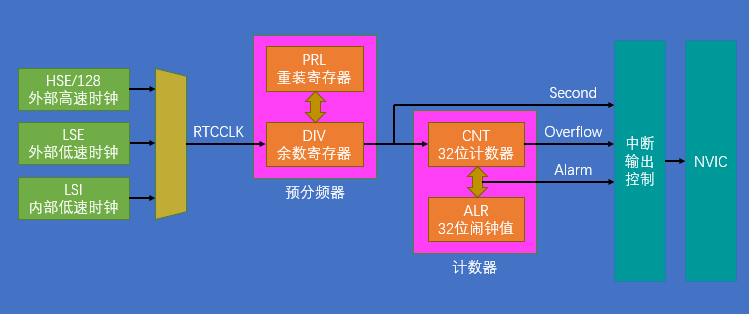 HSE/128
外部高速时钟
LSE
外部低速时钟
LSI
内部低速时钟
RTCCLK
PRL
重装寄存器
DIV
余数寄存器
预分频器
CNT
32位计数器
ALR
32位闹钟值
计数器
Second
Overflow
Alarm
中断
输出
控制
NVIC